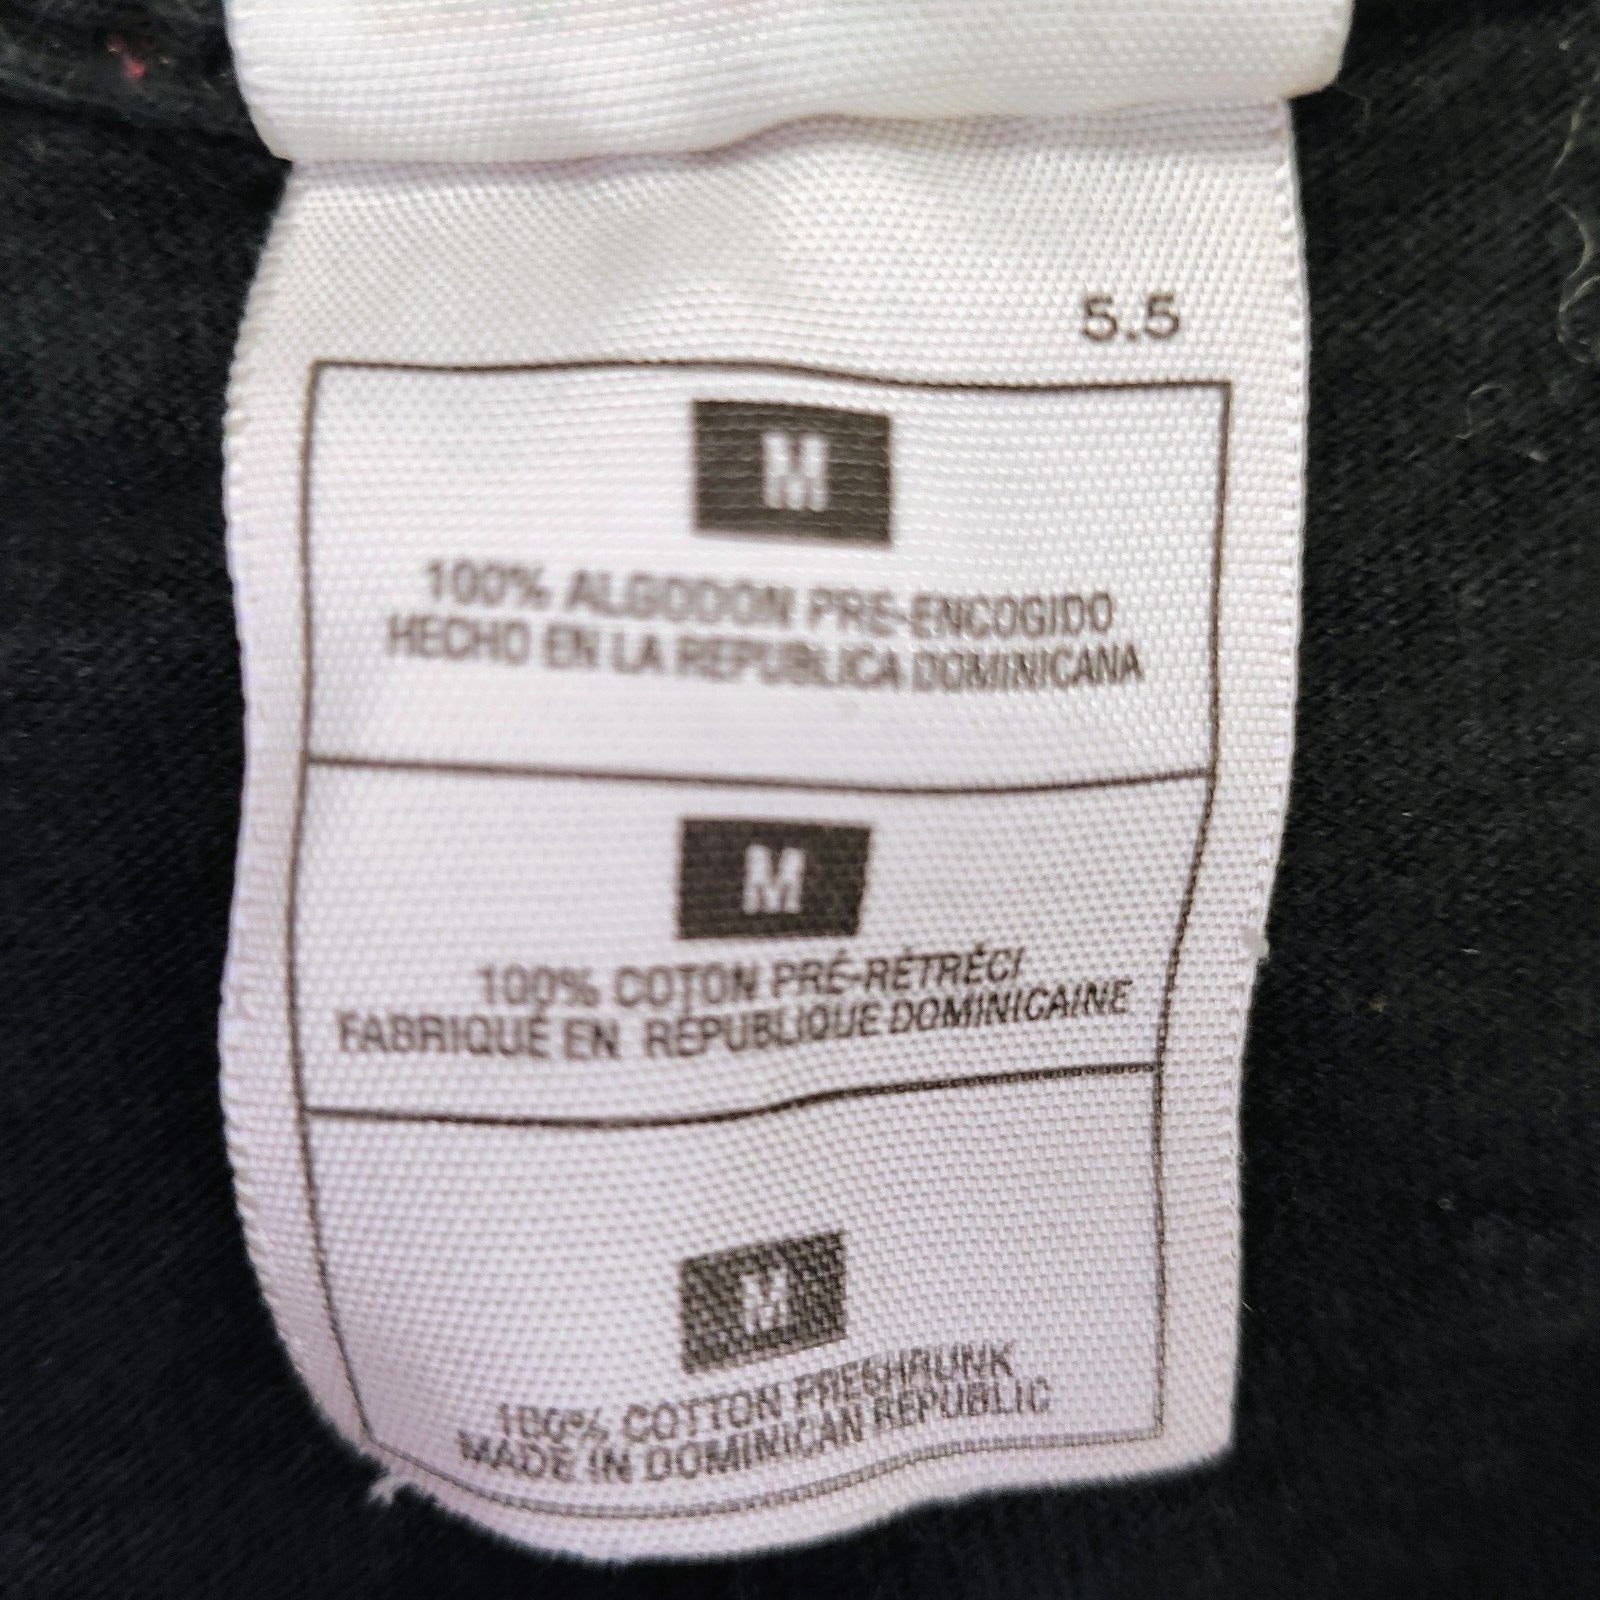 5.5
M
100% ALGODON PRE-ENCOGIDO
HECHO EN LA REPUBLICA DOMINICANA
M
100% COTON PRÉ-RÉTRÉCI
FABRIQUÉ EN RÉPUBLIQUE DOMINICAINE
M
100% COTTON PRESHRUNK
MADE IN DOMINICAN REPUBLIC